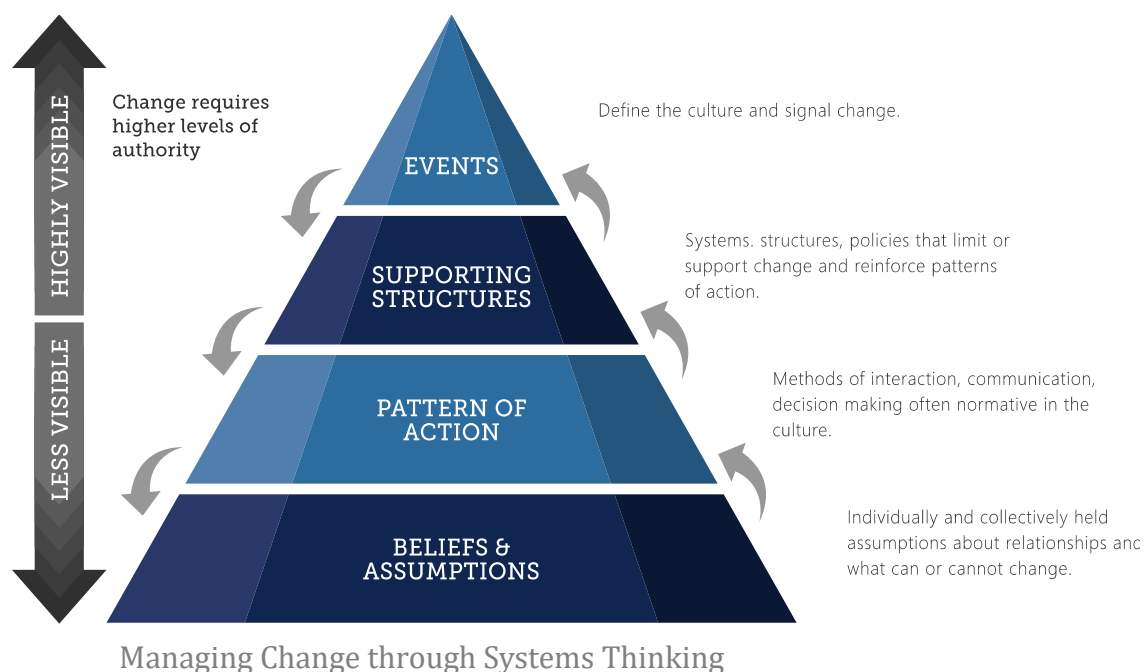 HIGHLY VISIBLE
LESS VISIBLE
Change requires
higher levels of
authority
EVENTS
Define the culture and signal change.
SUPPORTING
STRUCTURES
Systems. structures, policies that limit or
support change and reinforce patterns
of action.
PATTERN OF
ACTION
Methods of interaction, communication,
decision making often normative in the
culture.
BELIEFS &
ASSUMPTIONS
Individually and collectively held
assumptions about relationships and
what can or cannot change.
Managing Change through Systems Thinking